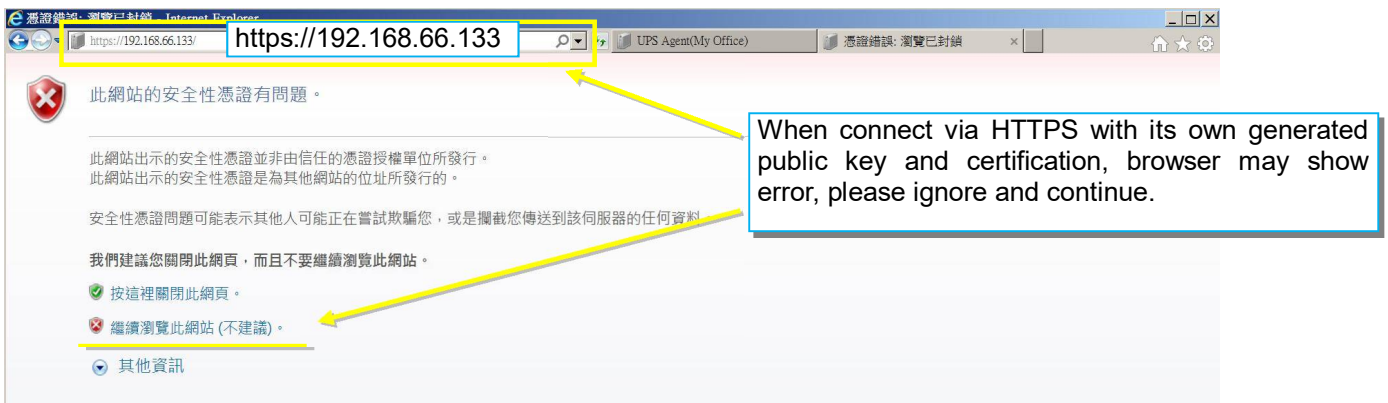 憑證錯誤: 瀏覽已封鎖 - Internet Explorer
https://192.168.66.133/
https://192.168.66.133
UPS Agent(My Office)
憑證錯誤: 瀏覽已封鎖
此網站的安全性憑證有問題。
When connect via HTTPS with its own generated
public key and certification, browser may show
error, please ignore and continue.
此網站出示的安全性憑證並非由信任的憑證授權單位所發行。
此網站出示的安全性憑證是為其他網站的位址所發行的。
安全性憑證問題可能表示其他人可能正在嘗試欺騙您，或是攔截您傳送到該伺服器的任何資料。
我們建議您關閉此網頁，而且不要繼續瀏覽此網站。
按這裡關閉此網頁。
繼續瀏覽此網站 (不建議)。
其他資訊